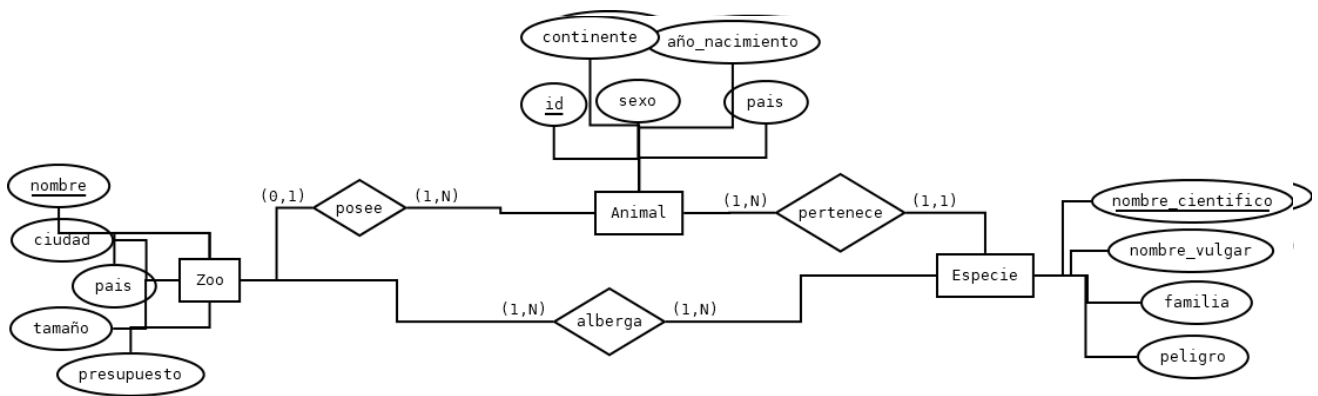 continente
año_nacimiento
id
sexo
pais
nombre
ciudad
pais
tamaño
presupuesto
Zoo
(0,1)
posee
(1,N)
Animal
(1,N)
pertenece
(1,1)
(1,N)
alberga
(1,N)
Especie
nombre_cientifico
nombre_vulgar
familia
peligro